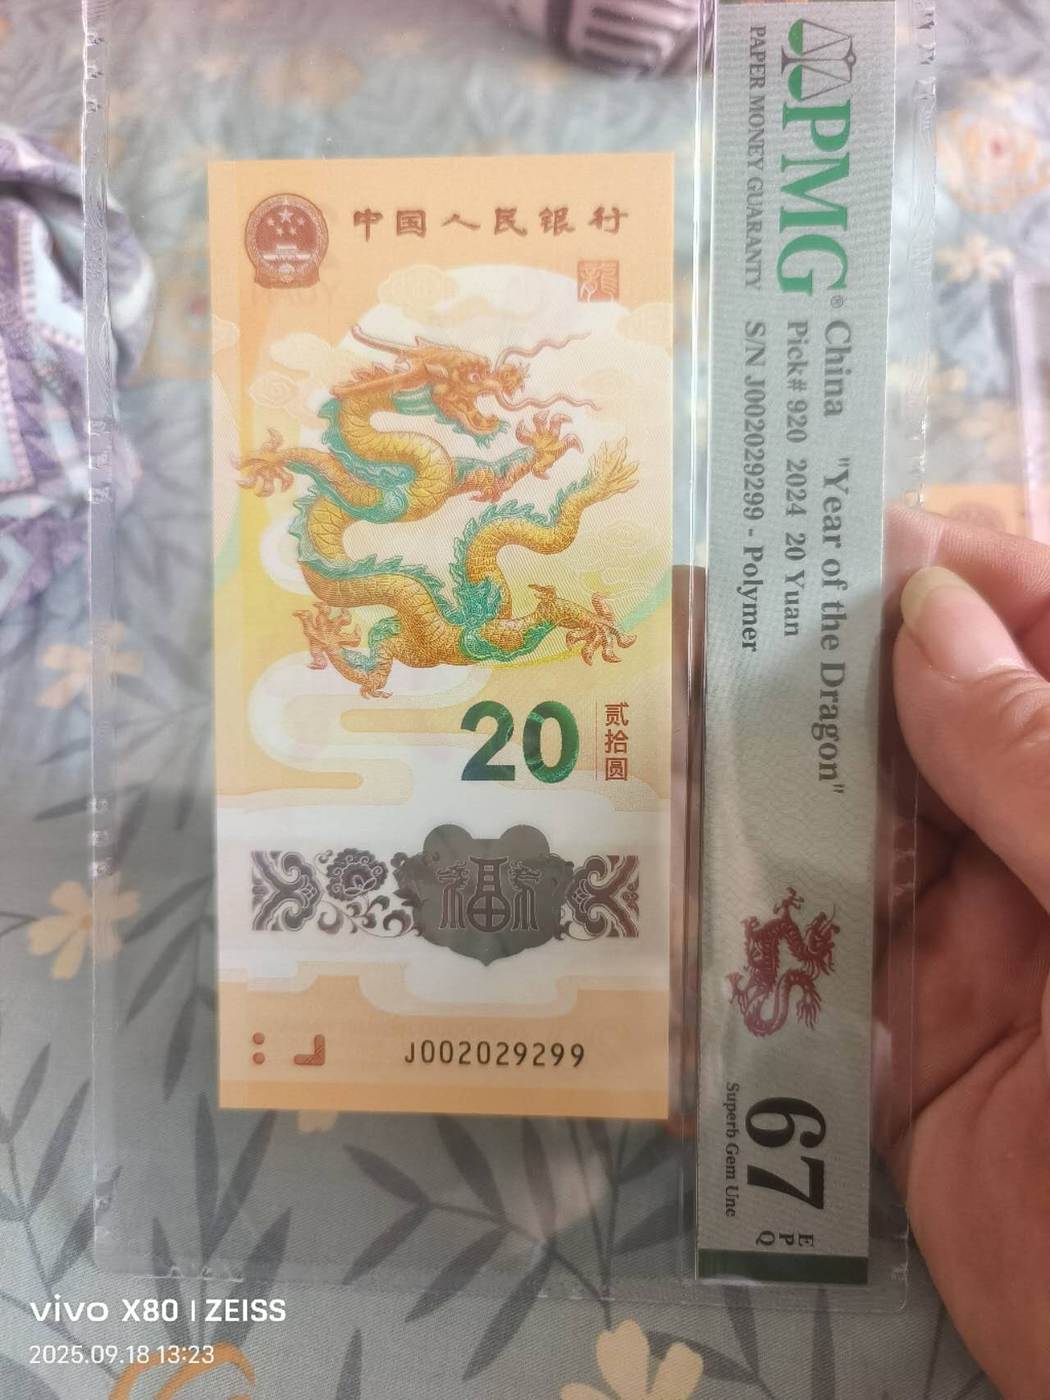 中国人民银行
龍
20
贰拾圆
福
J002029299
PMG®
PAPER MONEY GUARANTY
China "Year of the Dragon"
Pick# 920 2024 20 Yuan
S/N J002029299 - Polymer
67 EPQ
Superb Gem Unc
vivo X80 | ZEISS
2025.09.18 13:23